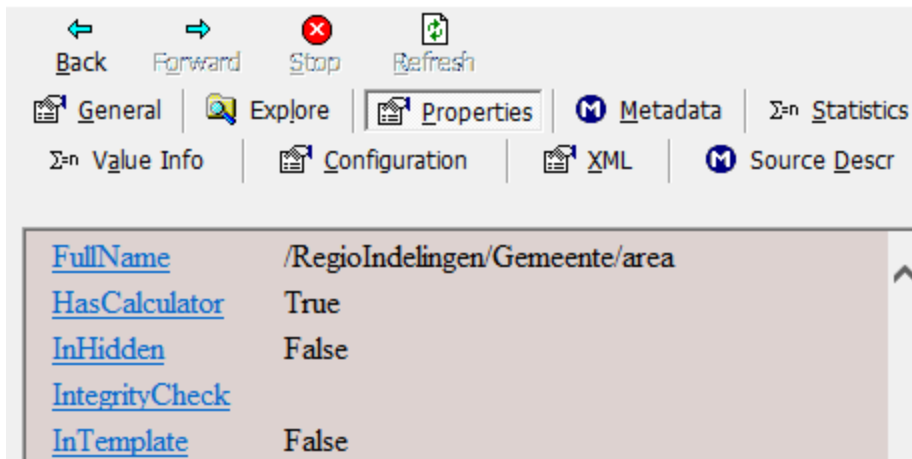 Back Forward Stop Refresh
General Explore Properties Metadata Σ=n Statistics
Σ=n Value Info Configuration XML Source Descr
FullName /RegioIndelingen/Gemeente/area
HasCalculator True
InHidden False
IntegrityCheck
InTemplate False